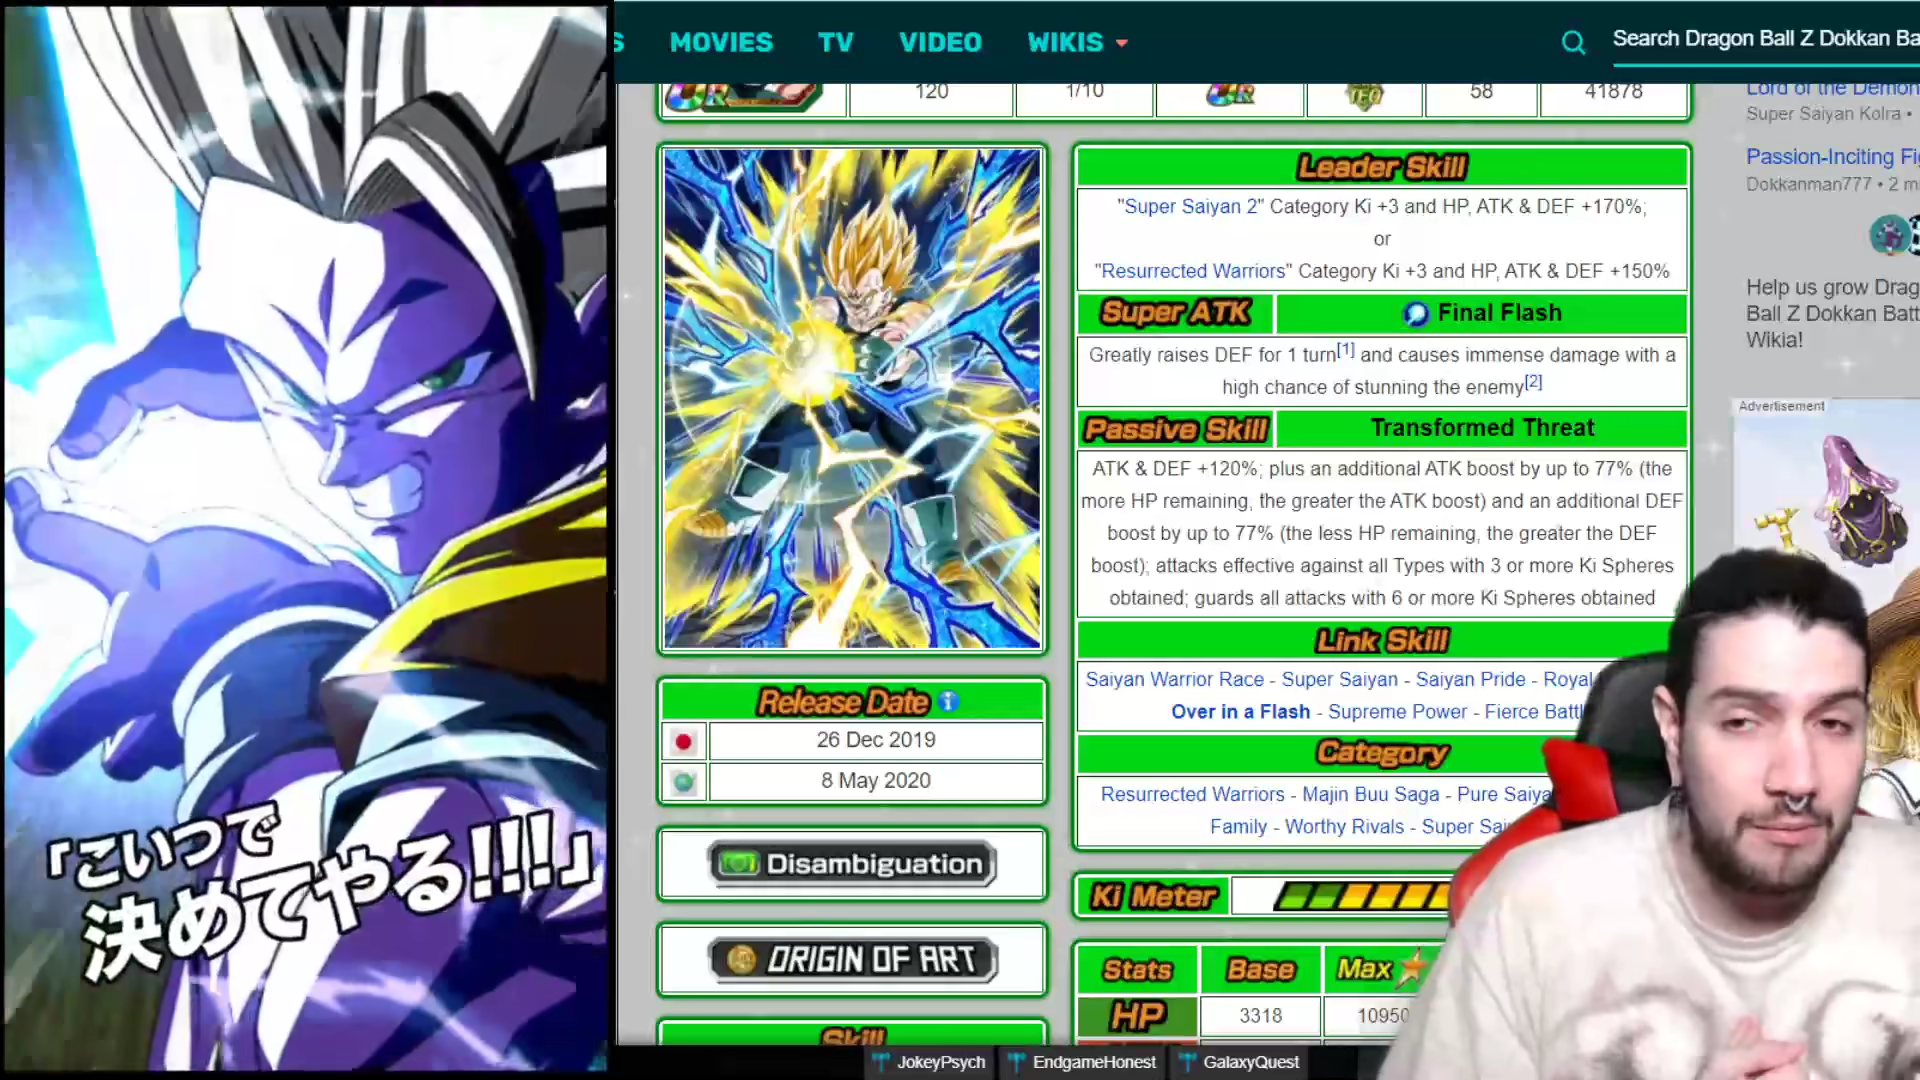 S MOVIES TV VIDEO WIKIS
Search Dragon Ball Z Dokkan Ba
UR 120 1/10 UR TEQ 58 41878
Leader Skill
"Super Saiyan 2" Category Ki +3 and HP, ATK & DEF +170%;
or
"Resurrected Warriors" Category Ki +3 and HP, ATK & DEF +150%
Super ATK Final Flash
Greatly raises DEF for 1 turn[1] and causes immense damage with a
high chance of stunning the enemy[2]
Passive Skill Transformed Threat
ATK & DEF +120%; plus an additional ATK boost by up to 77% (the
more HP remaining, the greater the ATK boost) and an additional DEF
boost by up to 77% (the less HP remaining, the greater the DEF
boost); attacks effective against all Types with 3 or more Ki Spheres
obtained; guards all attacks with 6 or more Ki Spheres obtained
Link Skill
Saiyan Warrior Race - Super Saiyan - Saiyan Pride - Royal
Over in a Flash - Supreme Power - Fierce Battl
Category
Resurrected Warriors - Majin Buu Saga - Pure Saiya
Family - Worthy Rivals - Super Sai
Ki Meter
Stats Base Max
HP 3318 10950
Release Date
26 Dec 2019
8 May 2020
Disambiguation
ORIGIN OF ART
Skill
Lord of the Demon
Super Saiyan Kolra •
Passion-Inciting Fi
Dokkanman777 • 2 m
Help us grow Drag
Ball Z Dokkan Batt
Wikia!
Advertisement
「こいつで
決めてやる!!!」
JokeyPsych EndgameHonest GalaxyQuest